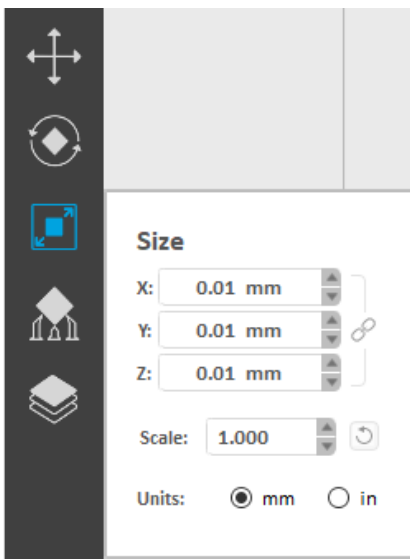 Size
X: 0.01 mm
Y: 0.01 mm
Z: 0.01 mm
Scale: 1.000
Units: mm in